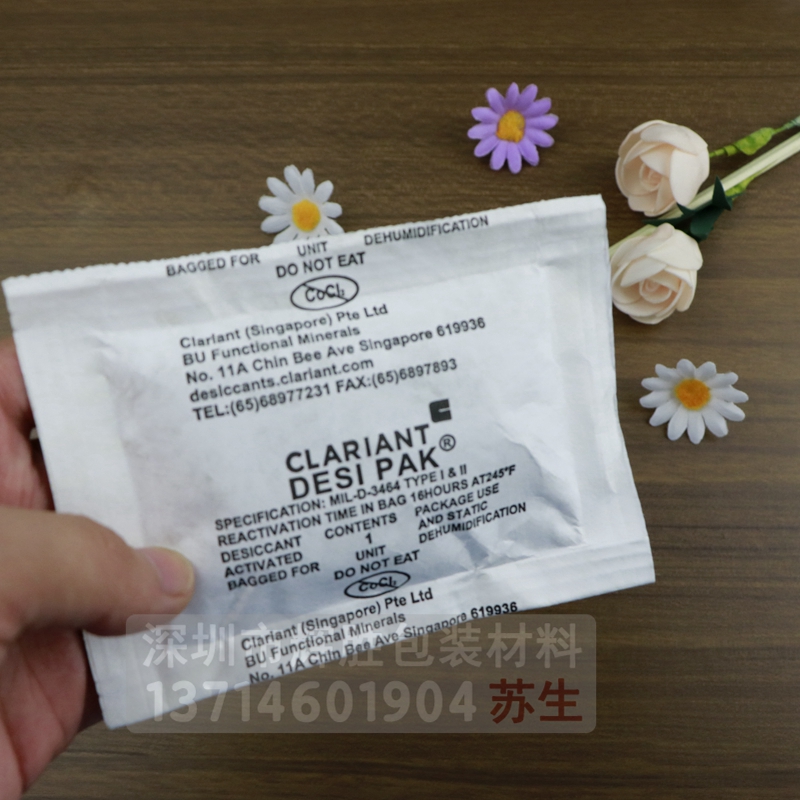 BAGGED FOR UNIT DEHUMIDIFICATION
DO NOT EAT
CoCl₂
Clariant (Singapore) Pte Ltd
BU Functional Minerals
No. 11A Chin Bee Ave Singapore 619936
desiccants.clariant.com
TEL:(65)68977231 FAX:(65)6897893
CLARIANT
DESI PAK®
SPECIFICATION: MIL-D-3464 TYPE I & II
REACTIVATION TIME IN BAG 16HOURS AT245°F
DESICCANT CONTENTS PACKAGE USE
ACTIVATED 1 AND STATIC
BAGGED FOR UNIT DEHUMIDIFICATION
DO NOT EAT
CoCl₂
Clariant (Singapore) Pte Ltd
BU Functional Minerals
No. 11A Chin Bee Ave Singapore 619936
深圳市 胜包装材料
13714601904 苏生